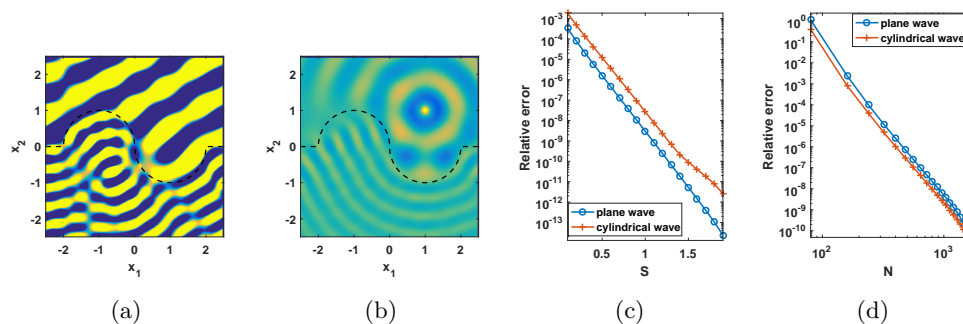 x₂
2
1
0
-1
-2
-2 -1 0 1 2
x₁
(a)
x₂
2
1
0
-1
-2
-2 -1 0 1 2
x₁
(b)
Relative error
10⁻³
10⁻⁴
10⁻⁵
10⁻⁶
10⁻⁷
10⁻⁸
10⁻⁹
10⁻¹⁰
10⁻¹¹
10⁻¹²
10⁻¹³
plane wave
cylindrical wave
0.5 1 1.5
S
(c)
Relative error
10⁰
10⁻¹
10⁻²
10⁻³
10⁻⁴
10⁻⁵
10⁻⁶
10⁻⁷
10⁻⁸
10⁻⁹
10⁻¹⁰
plane wave
cylindrical wave
10² 10³
N
(d)